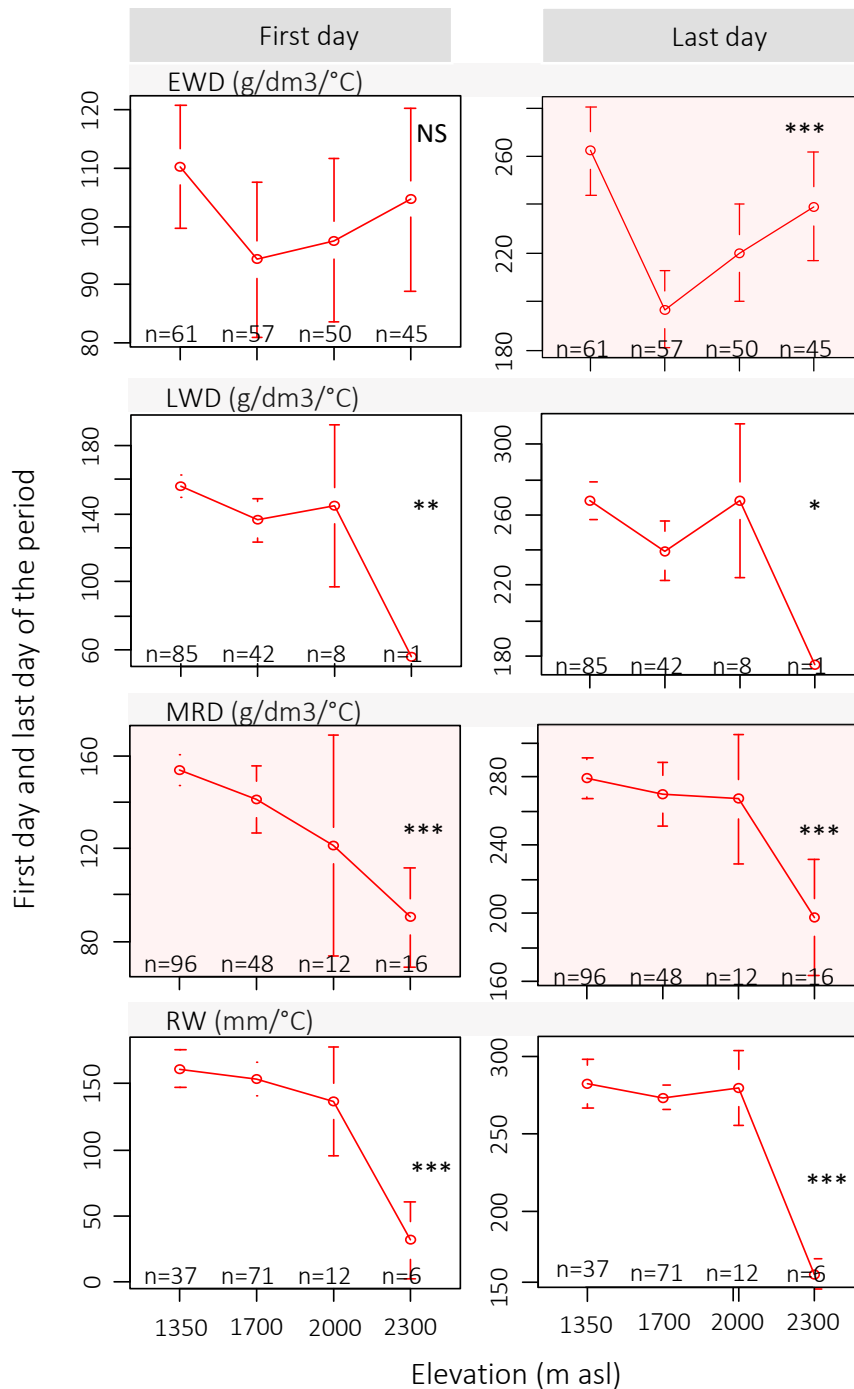 First day Last day
EWD (g/dm3/°C)
120 110 100 90 80
NS
n=61 n=57 n=50 n=45
260 220 180
***
n=61 n=57 n=50 n=45
LWD (g/dm3/°C)
180 140 100 60
**
n=85 n=42 n=8 n=1
300 260 220 180
*
n=85 n=42 n=8 n=1
MRD (g/dm3/°C)
160 120 80
***
n=96 n=48 n=12 n=16
280 240 200 160
***
n=96 n=48 n=12 n=16
RW (mm/°C)
150 100 50 0
***
n=37 n=71 n=12 n=6
300 250 200 150
***
n=37 n=71 n=12 n=6
1350 1700 2000 2300
1350 1700 2000 2300
First day and last day of the period
Elevation (m asl)